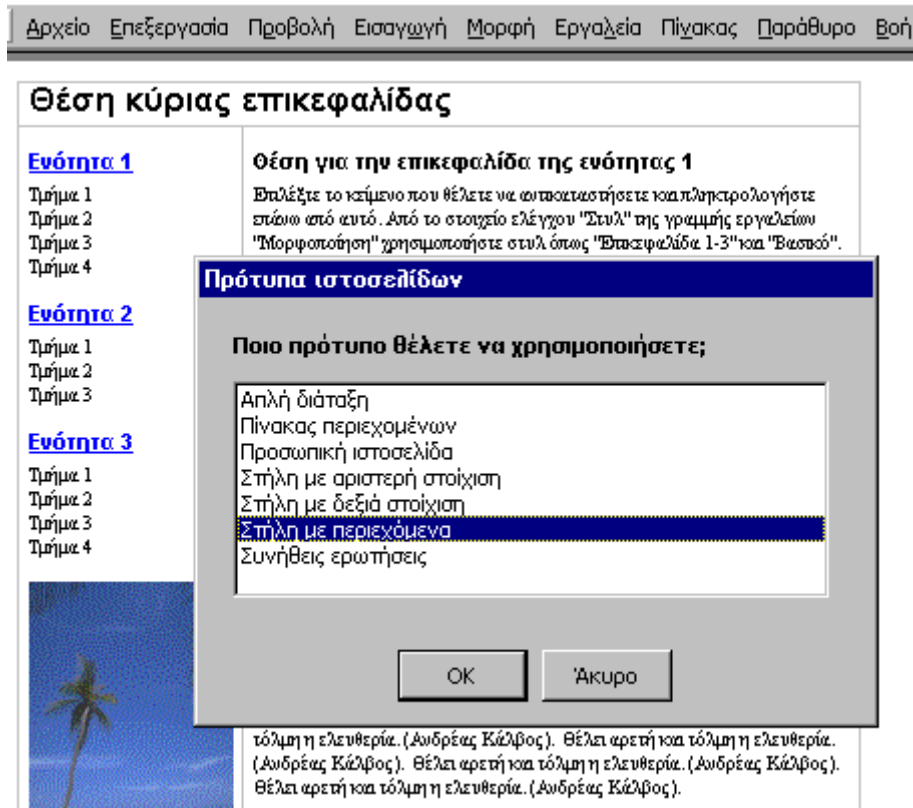 Αρχείο Επεξεργασία Προβολή Εισαγωγή Μορφή Εργαλεία Πίνακας Παράθυρο Βοή
Θέση κύριας επικεφαλίδας
Ενότητα 1
Τμήμα 1
Τμήμα 2
Τμήμα 3
Τμήμα 4
Ενότητα 2
Τμήμα 1
Τμήμα 2
Τμήμα 3
Ενότητα 3
Τμήμα 1
Τμήμα 2
Τμήμα 3
Τμήμα 4
Θέση για την επικεφαλίδα της ενότητας 1
Επιλέξτε το κείμενο που θέλετε να αντικαταστήσετε και πληκτρολογήστε
επάνω από αυτό. Από το στοιχείο ελέγχου "Στυλ" της γραμμής εργαλείων
"Μορφοποίηση" χρησιμοποιήστε στυλ όπως "Επικεφαλίδα 1-3" και "Βασικό".
Πρότυπα ιστοσελίδων
Ποιο πρότυπο θέλετε να χρησιμοποιήσετε;
Απλή διάταξη
Πίνακας περιεχομένων
Προσωπική ιστοσελίδα
Στήλη με αριστερή στοίχιση
Στήλη με δεξιά στοίχιση
Στήλη με περιεχόμενα
Συνήθεις ερωτήσεις
OK Άκυρο
τόλμη η ελευθερία. (Ανδρέας Κάλβος). Θέλει αρετή και τόλμη η ελευθερία.
(Ανδρέας Κάλβος). Θέλει αρετή και τόλμη η ελευθερία. (Ανδρέας Κάλβος).
Θέλει αρετή και τόλμη η ελευθερία. (Ανδρέας Κάλβος).